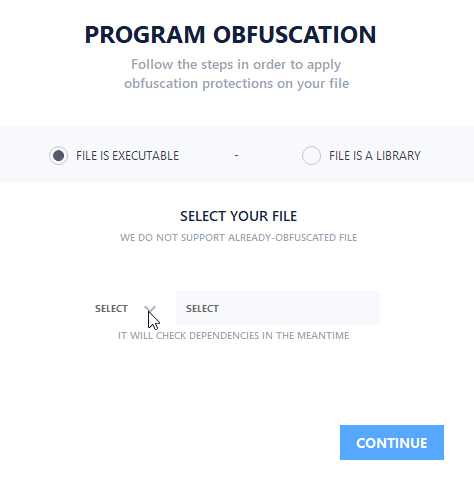 PROGRAM OBFUSCATION
Follow the steps in order to apply
obfuscation protections on your file
FILE IS EXECUTABLE - FILE IS A LIBRARY
SELECT YOUR FILE
WE DO NOT SUPPORT ALREADY-OBFUSCATED FILE
SELECT SELECT
IT WILL CHECK DEPENDENCIES IN THE MEANTIME
CONTINUE